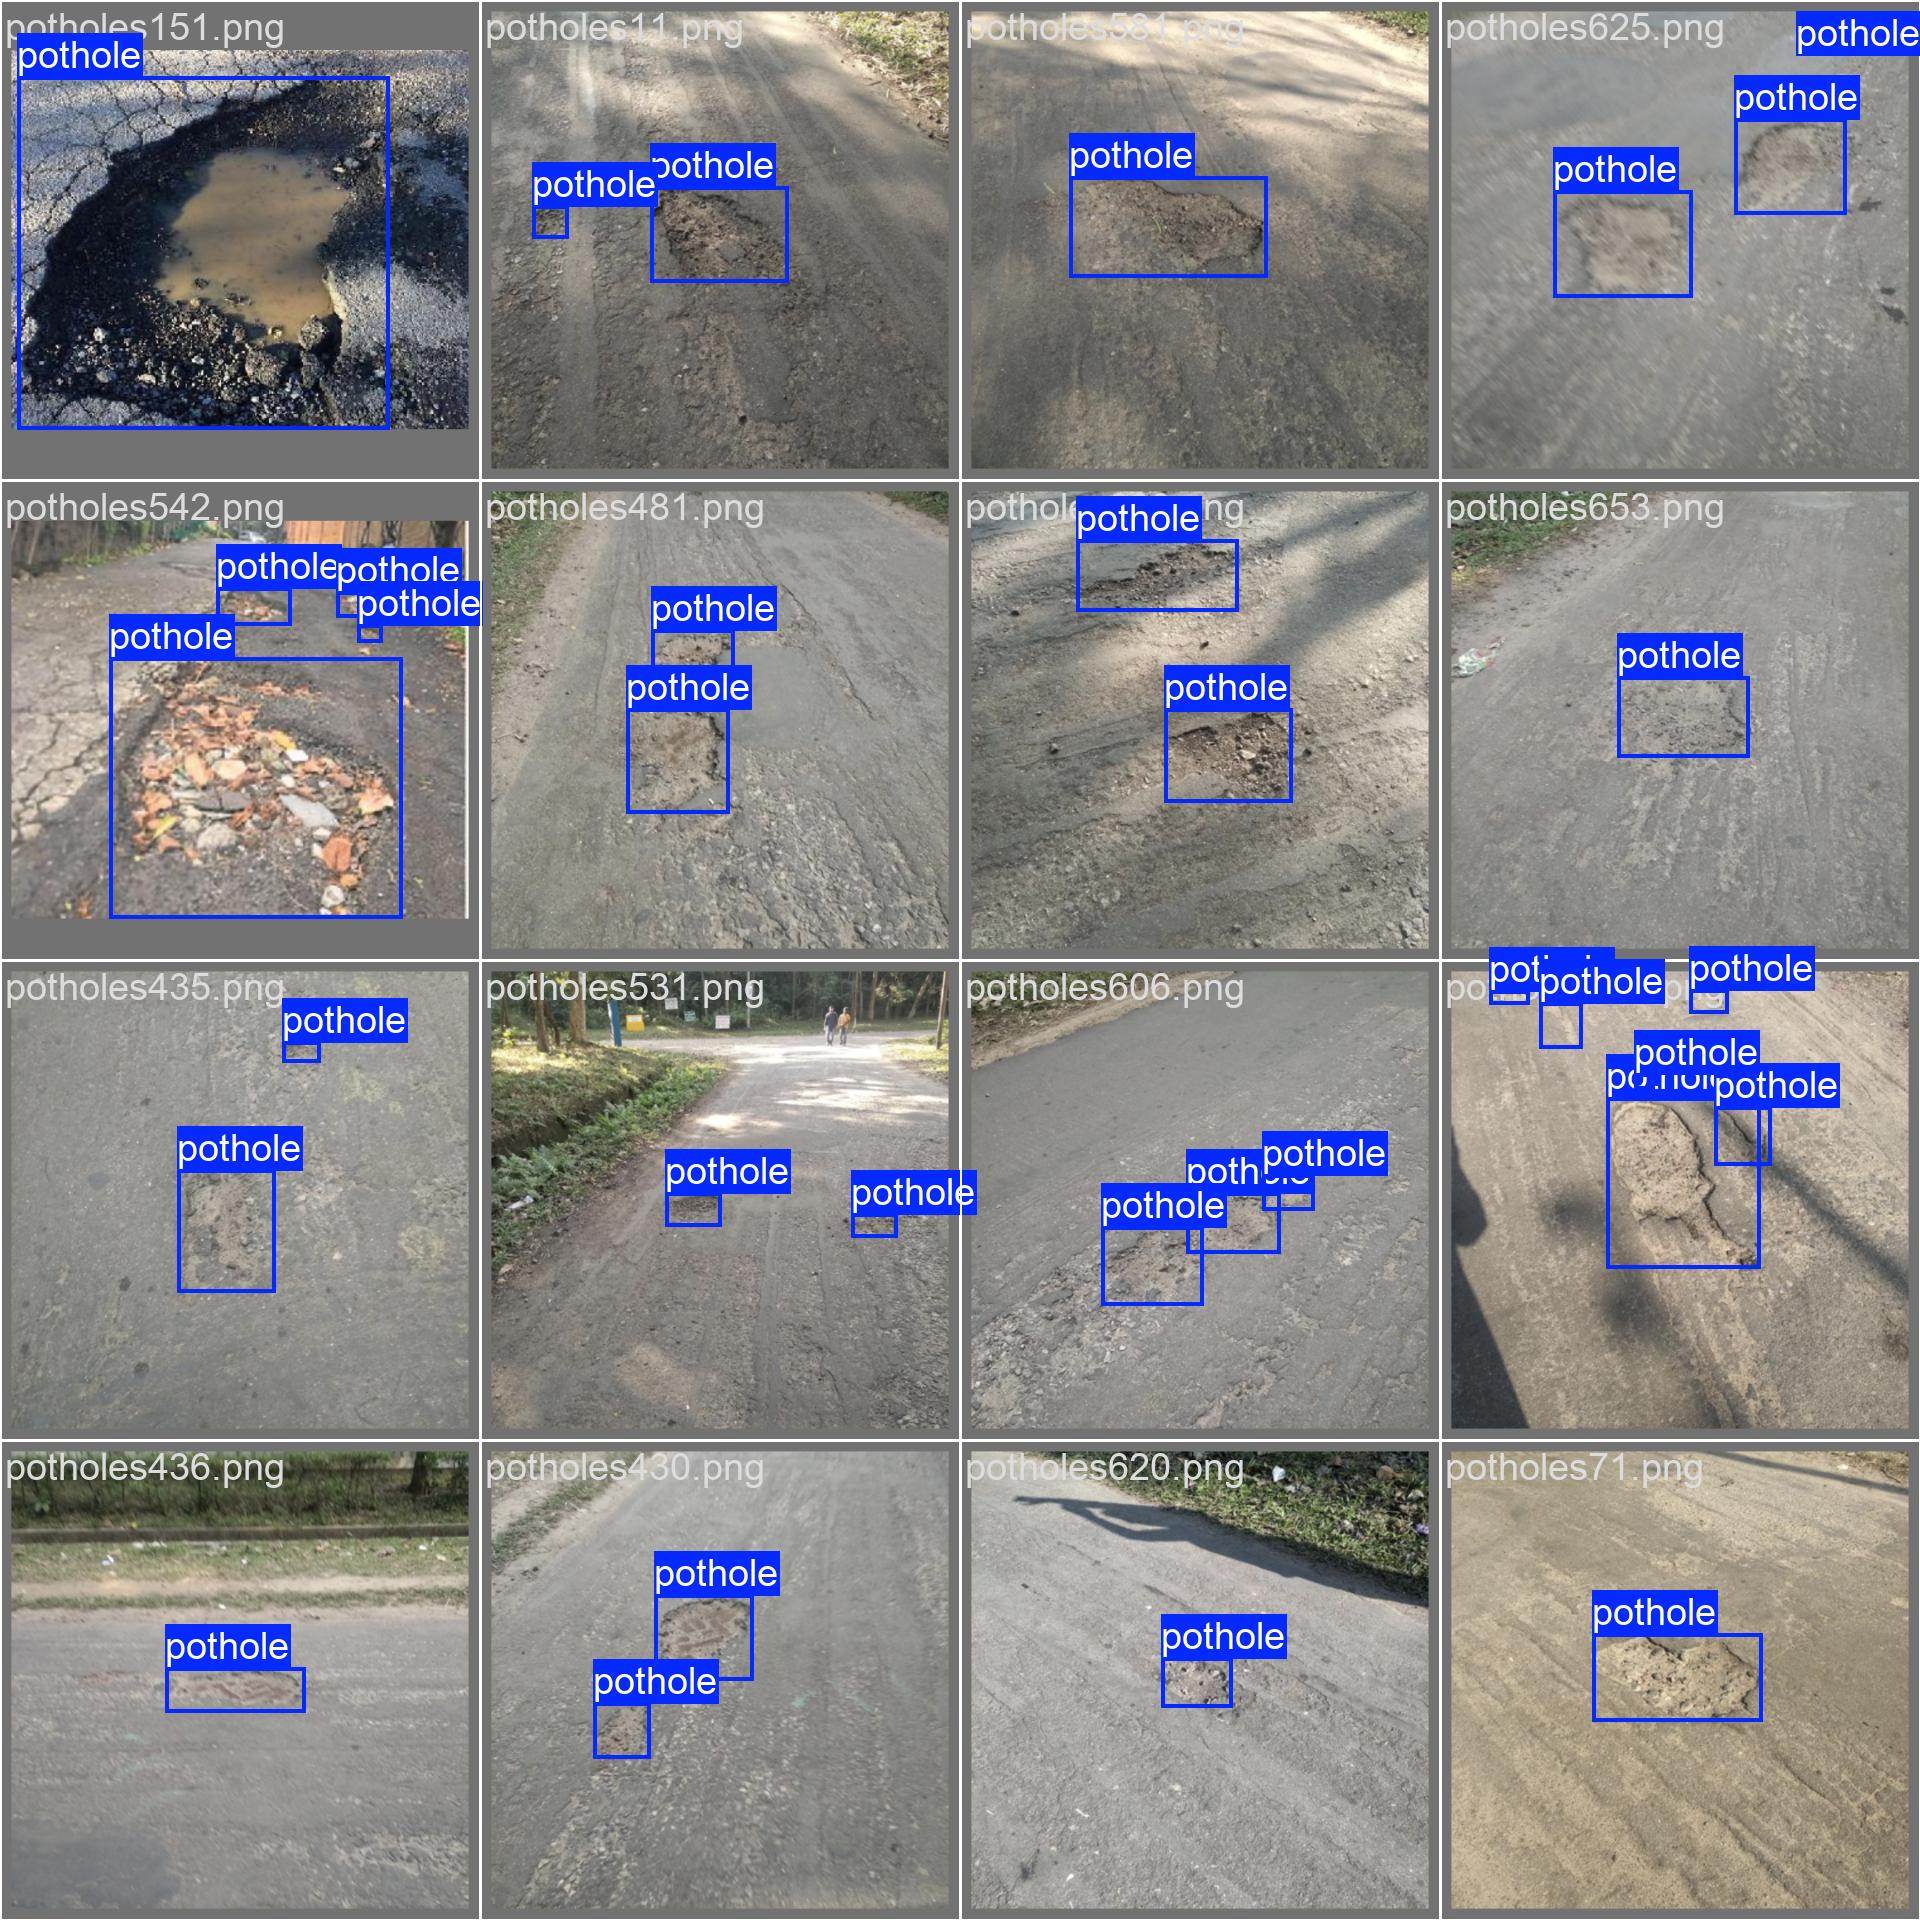 potholes151.png
pothole
potholes11.png
pothole
pothole
potholes581.png
pothole
potholes625.png
pothole
pothole
pothole
potholes542.png
pothole
pothole
pothole
pothole
potholes481.png
pothole
pothole
pothole
pothole
potholes653.png
pothole
potholes435.png
pothole
pothole
potholes531.png
pothole
pothole
potholes606.png
pothole
pothole
pothole
pothole
pothole
pothole
pothole
potholes436.png
pothole
potholes430.png
pothole
pothole
potholes620.png
pothole
potholes71.png
pothole